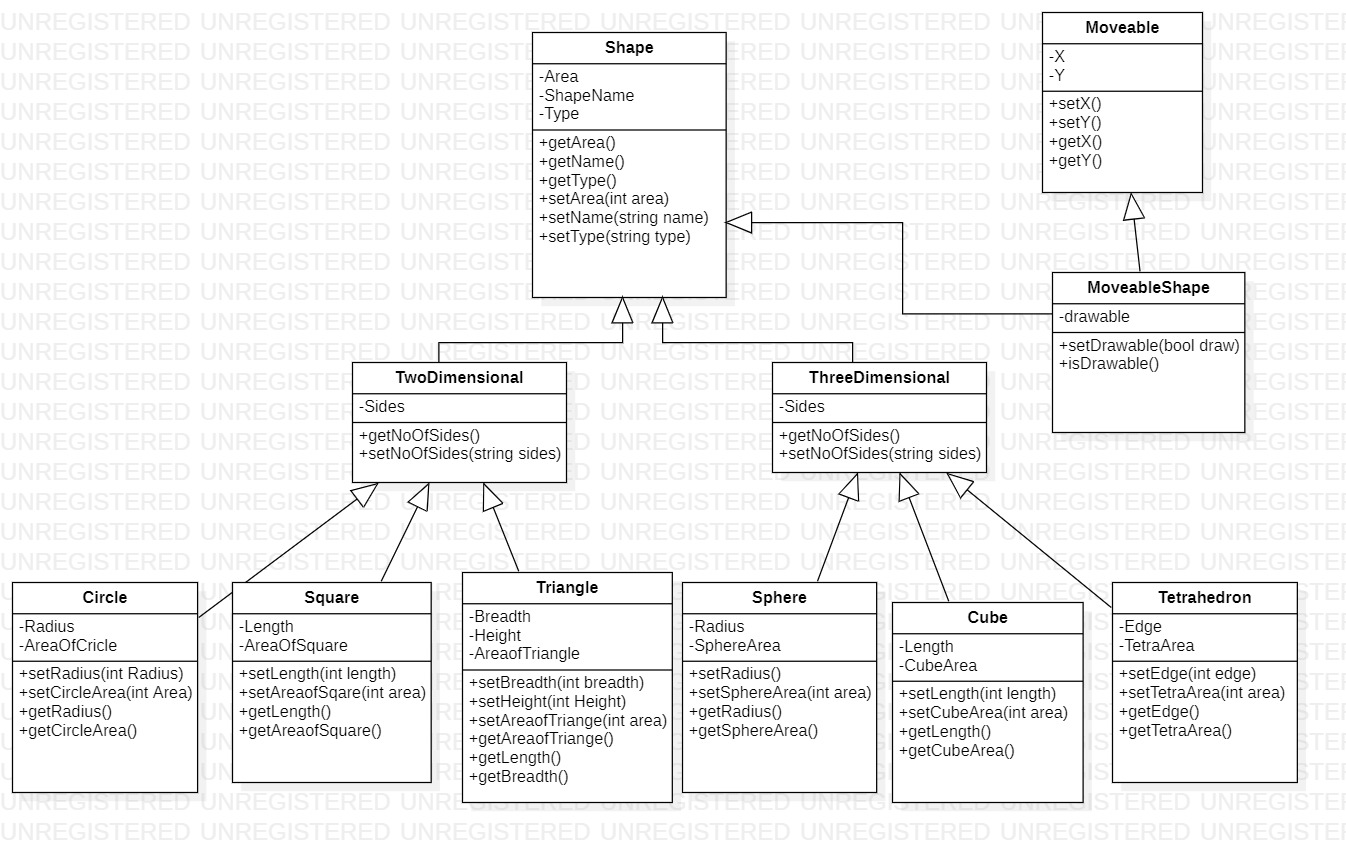 Shape
-Area
-ShapeName
-Type
+getArea()
+getName()
+getType()
+setArea(int area)
+setName(string name)
+setType(string type)
Moveable
-X
-Y
+setX()
+setY()
+getX()
+getY()
MoveableShape
-drawable
+setDrawable(bool draw)
+isDrawable()
TwoDimensional
-Sides
+getNoOfSides()
+setNoOfSides(string sides)
ThreeDimensional
-Sides
+getNoOfSides()
+setNoOfSides(string sides)
Circle
-Radius
-AreaOfCricle
+setRadius(int Radius)
+setCircleArea(int Area)
+getRadius()
+getCircleArea()
Square
-Length
-AreaOfSquare
+setLength(int length)
+setAreaofSqare(int area)
+getLength()
+getAreaofSquare()
Triangle
-Breadth
-Height
-AreaofTriangle
+setBreadth(int breadth)
+setHeight(int Height)
+setAreaofTriange(int area)
+getAreaofTriange()
+getLength()
+getBreadth()
Sphere
-Radius
-SphereArea
+setRadius()
+setSphereArea(int area)
+getRadius()
+getSphereArea()
Cube
-Length
-CubeArea
+setLength(int length)
+setCubeArea(int area)
+getLength()
+getCubeArea()
Tetrahedron
-Edge
-TetraArea
+setEdge(int edge)
+setTetraArea(int area)
+getEdge()
+getTetraArea()
UNREGISTERED